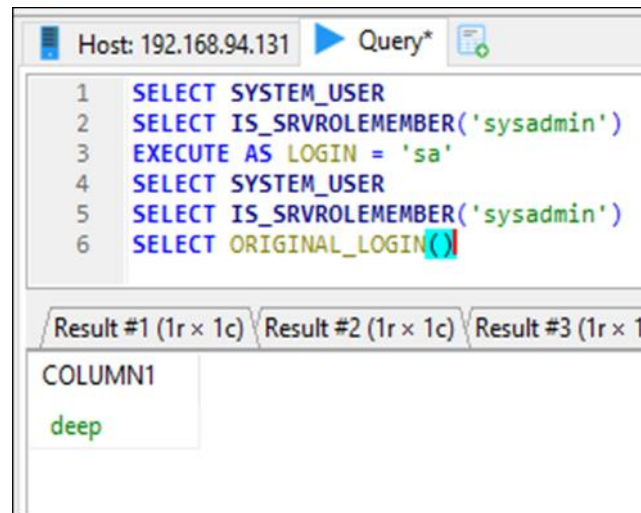 Host: 192.168.94.131 Query*
1 SELECT SYSTEM_USER
2 SELECT IS_SRVROLEMEMBER('sysadmin')
3 EXECUTE AS LOGIN = 'sa'
4 SELECT SYSTEM_USER
5 SELECT IS_SRVROLEMEMBER('sysadmin')
6 SELECT ORIGINAL_LOGIN()
Result #1 (1r × 1c) Result #2 (1r × 1c) Result #3 (1r × 1
COLUMN1
deep